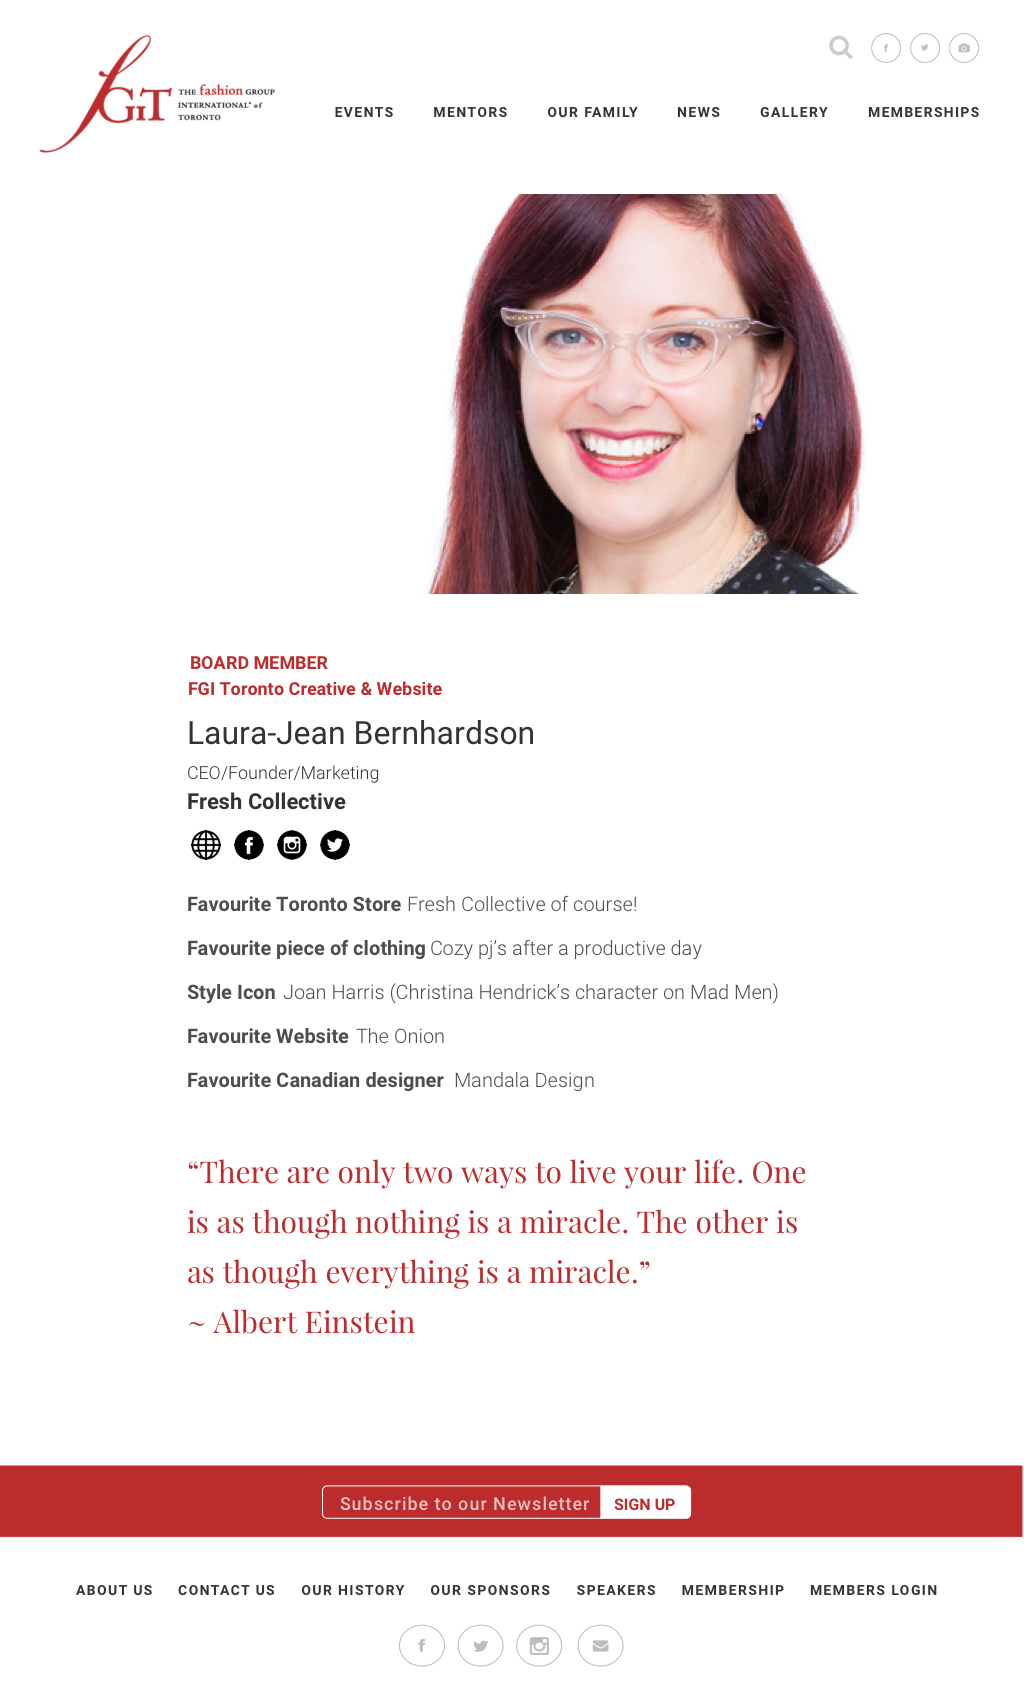 fGIT THE fashion GROUP
INTERNATIONAL® of
TORONTO
EVENTS MENTORS OUR FAMILY NEWS GALLERY MEMBERSHIPS
BOARD MEMBER
FGI Toronto Creative & Website
Laura-Jean Bernhardson
CEO/Founder/Marketing
Fresh Collective
Favourite Toronto Store Fresh Collective of course!
Favourite piece of clothing Cozy pj’s after a productive day
Style Icon Joan Harris (Christina Hendrick’s character on Mad Men)
Favourite Website The Onion
Favourite Canadian designer Mandala Design
“There are only two ways to live your life. One
is as though nothing is a miracle. The other is
as though everything is a miracle.”
~ Albert Einstein
Subscribe to our Newsletter SIGN UP
ABOUT US CONTACT US OUR HISTORY OUR SPONSORS SPEAKERS MEMBERSHIP MEMBERS LOGIN